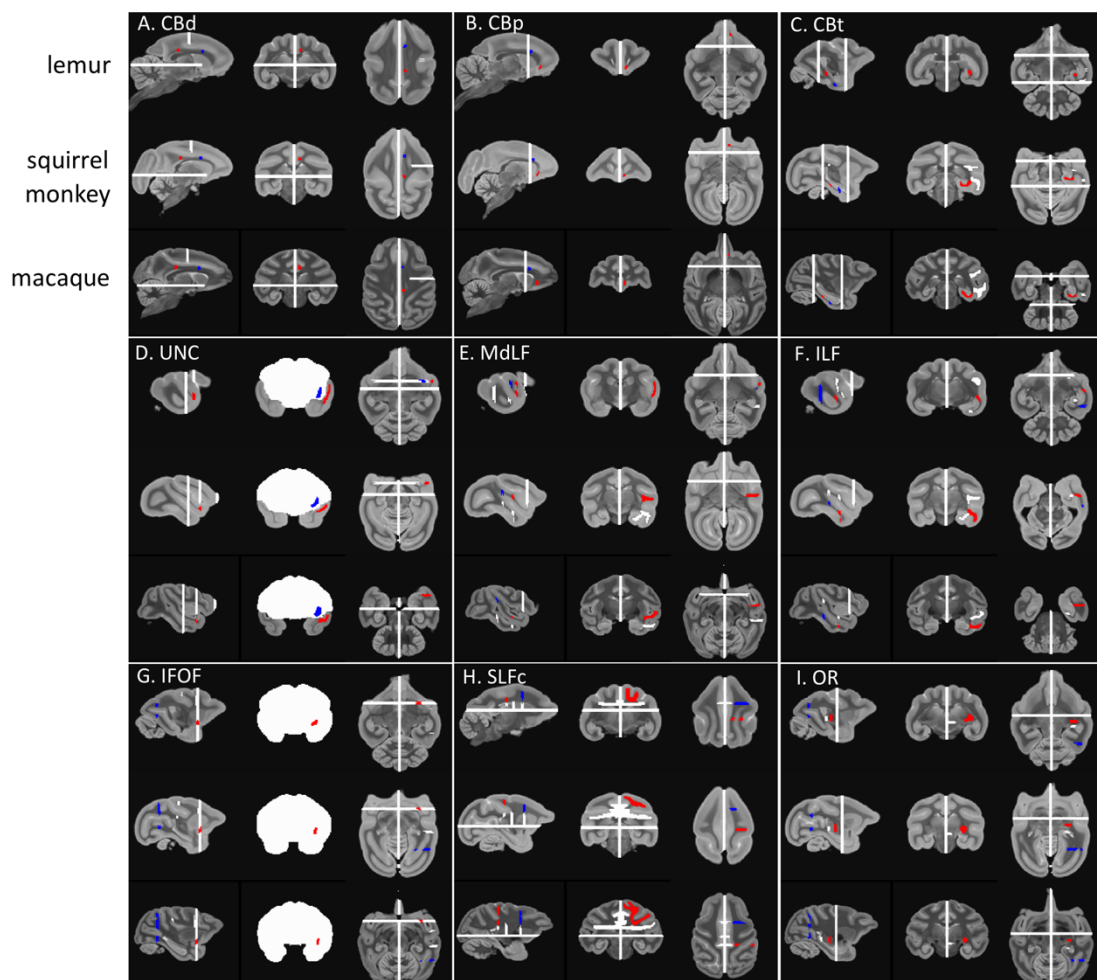 A. CBd
B. CBp
C. CBt
lemur
squirrel
monkey
macaque
D. UNC
E. MdLF
F. ILF
G. IFOF
H. SLFc
I. OR